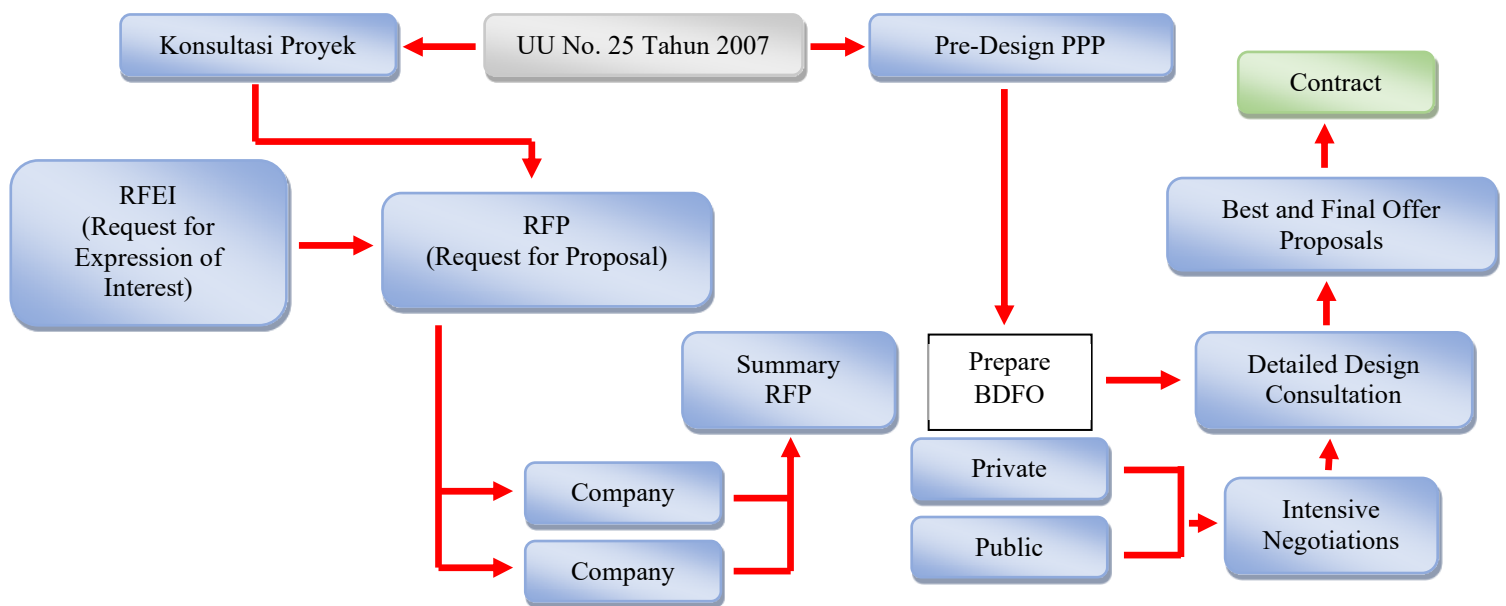 Konsultasi Proyek
UU No. 25 Tahun 2007
Pre-Design PPP
Contract
RFEI
(Request for
Expression of
Interest)
RFP
(Request for Proposal)
Best and Final Offer
Proposals
Summary
RFP
Prepare
BDFO
Detailed Design
Consultation
Company
Company
Private
Public
Intensive
Negotiations